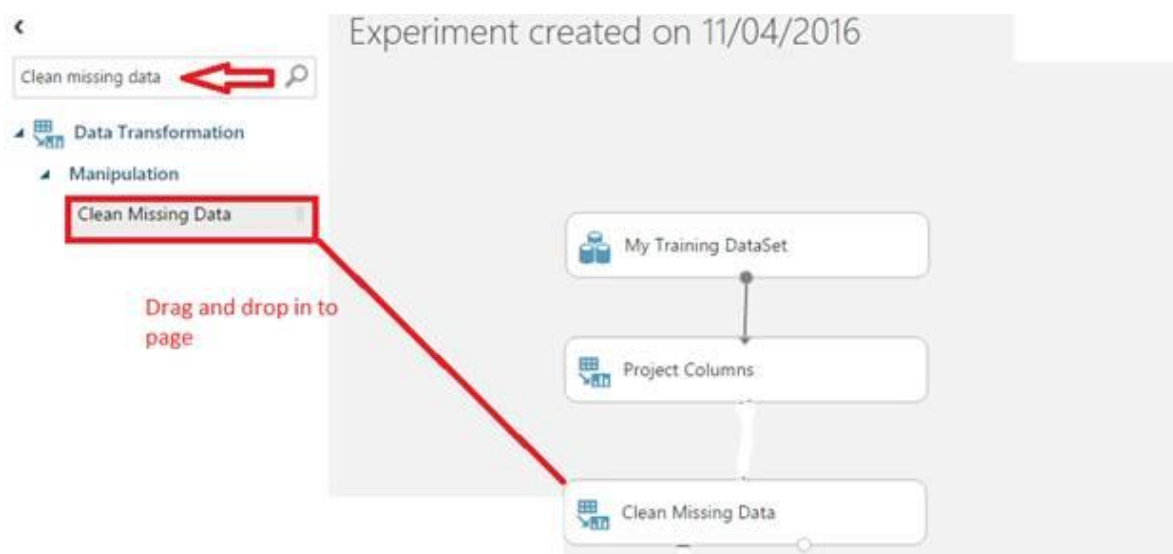 Experiment created on 11/04/2016
Clean missing data
Data Transformation
Manipulation
Clean Missing Data
Drag and drop in to
page
My Training DataSet
Project Columns
Clean Missing Data